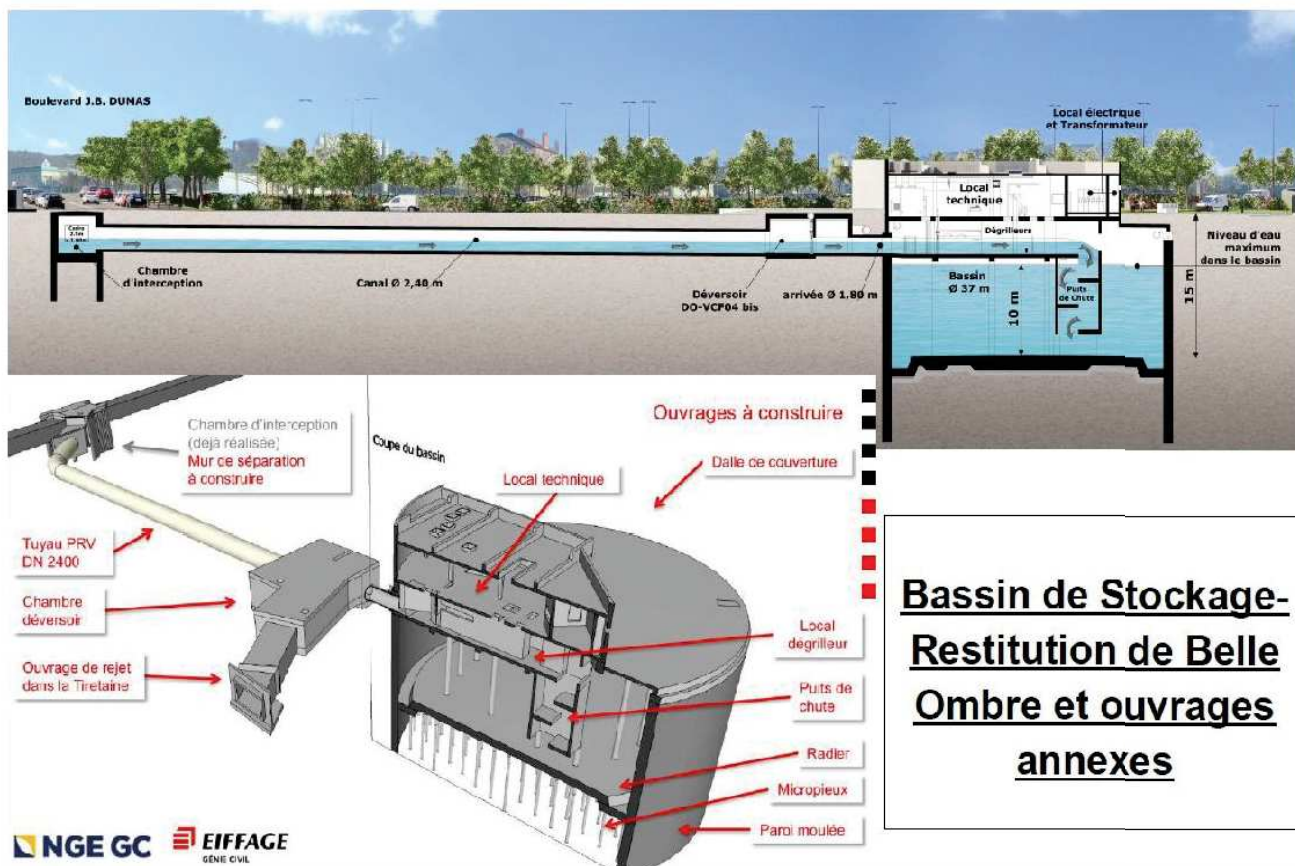 Boulevard J.B. DUMAS
Local électrique
et Transformateur
Local
technique
Cadre
Dégrilleurs
Niveau d'eau
maximum
dans le bassin
Chambre
d'interception
Canal Ø 2,40 m
Déversoir
DO-VCF04 bis
arrivée Ø 1.80 m
Bassin
Ø 37 m
Puits
de Chute
10 m
15 m
Chambre d'interception
(dejà réalisée)
Mur de séparation
à construire
Coupe du bassin
Ouvrages à construire
Local technique
Dalle de couverture
Tuyau PRV
DN 2400
Chambre
déversoir
Ouvrage de rejet
dans la Tiretaine
Local
dégrilleur
Puits de
chute
Radier
Micropieux
Paroi moulée
Bassin de Stockage-
Restitution de Belle
Ombre et ouvrages
annexes
NGE GC
EIFFAGE
GÉNIE CIVIL